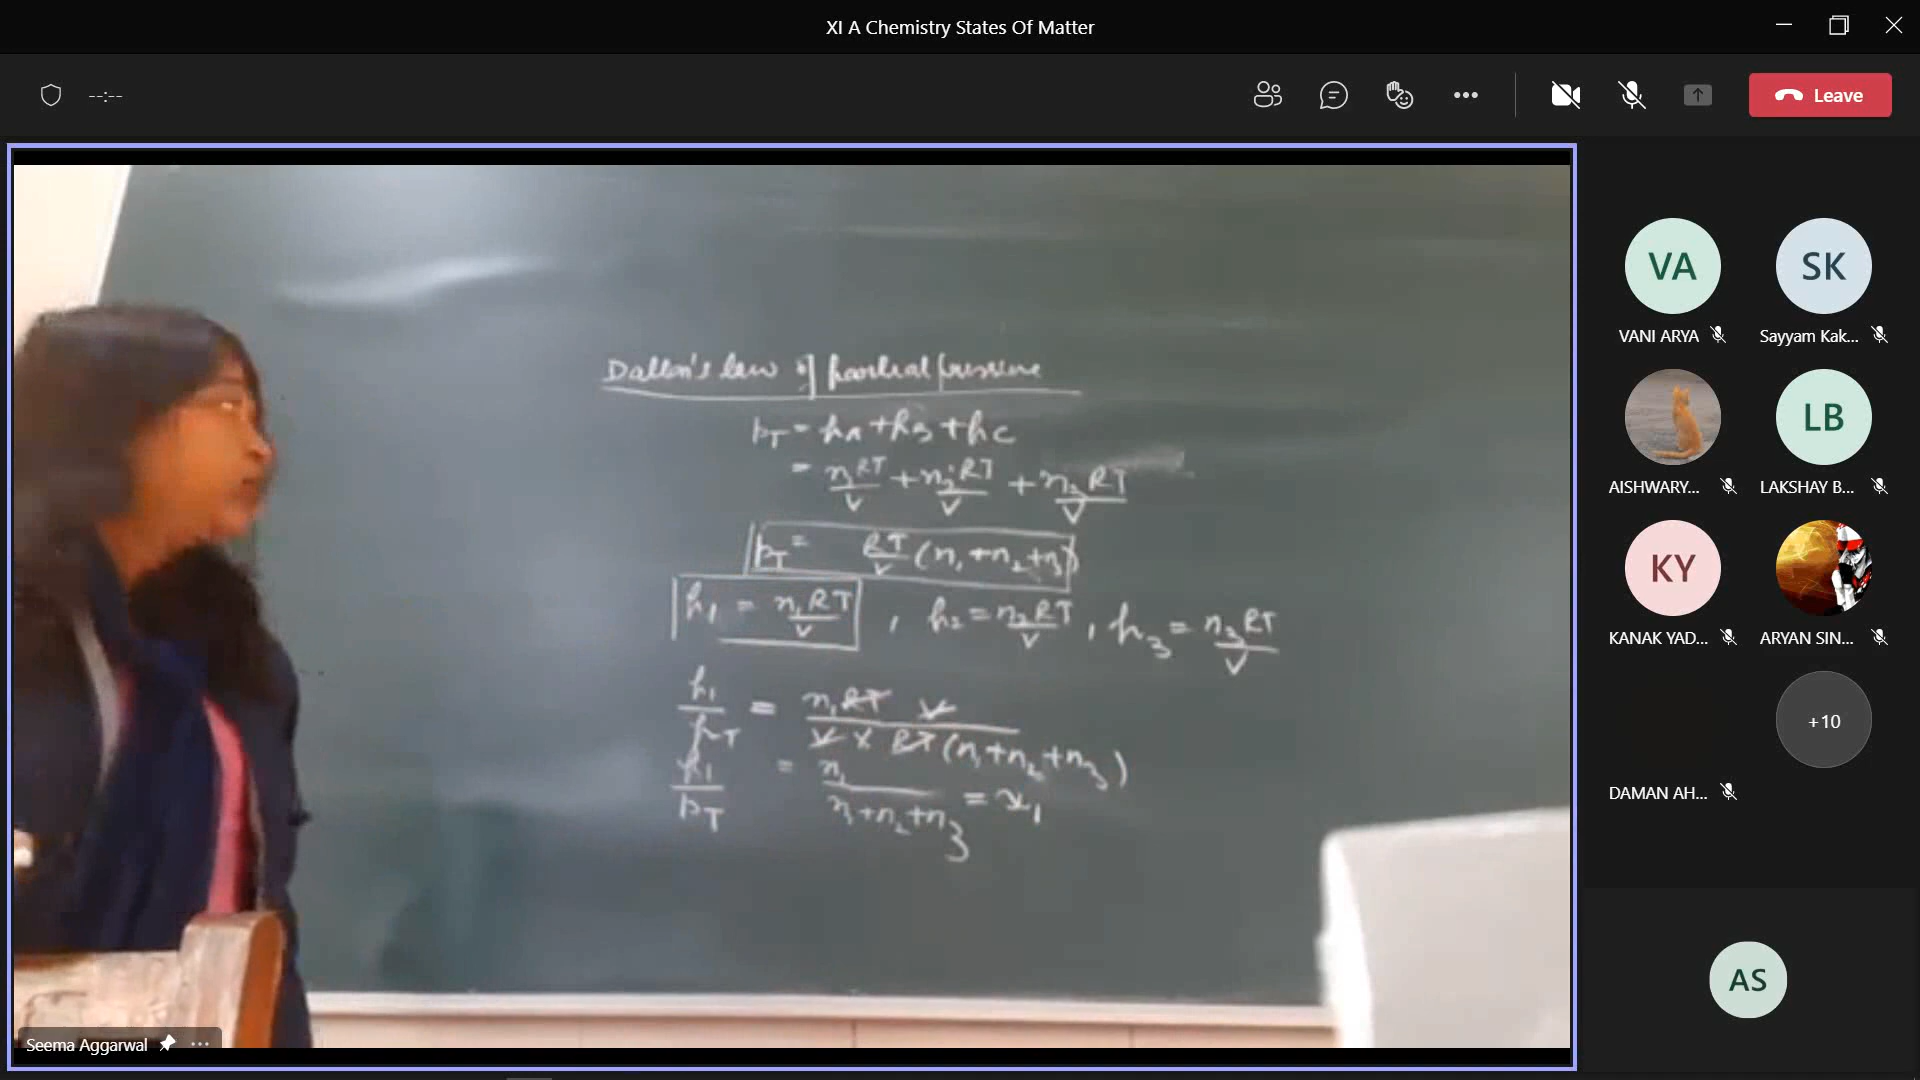 XI A Chemistry States Of Matter
--:--
Leave
Dalton's law of partial pressure
pT = pA + pB + pC
= n1RT/V + n2RT/V + n3RT/V
pT = RT/V (n1 + n2 + n3)
p1 = n1RT/V , p2 = n2RT/V , p3 = n3RT/V
p1/pT = n1RT V / V × RT (n1 + n2 + n3)
p1/pT = n1/n1+n2+n3 = x1
VA
SK
VANI ARYA
Sayyam Kak...
LB
AISHWARY...
LAKSHAY B...
KY
KANAK YAD...
ARYAN SIN...
+10
DAMAN AH...
AS
Seema Aggarwal